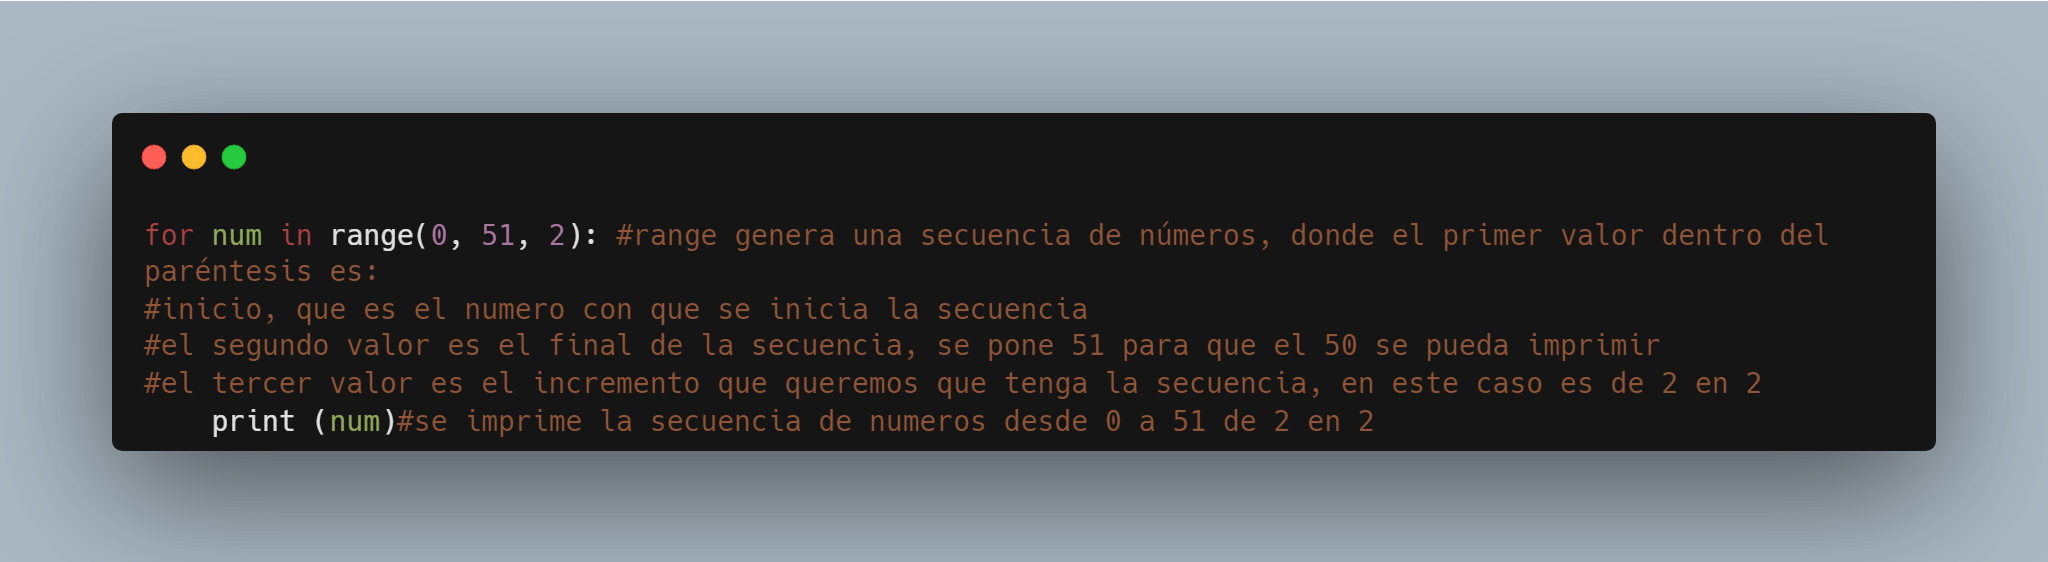 for num in range(0, 51, 2): #range genera una secuencia de números, donde el primer valor dentro del
paréntesis es:
#inicio, que es el numero con que se inicia la secuencia
#el segundo valor es el final de la secuencia, se pone 51 para que el 50 se pueda imprimir
#el tercer valor es el incremento que queremos que tenga la secuencia, en este caso es de 2 en 2
    print (num)#se imprime la secuencia de numeros desde 0 a 51 de 2 en 2